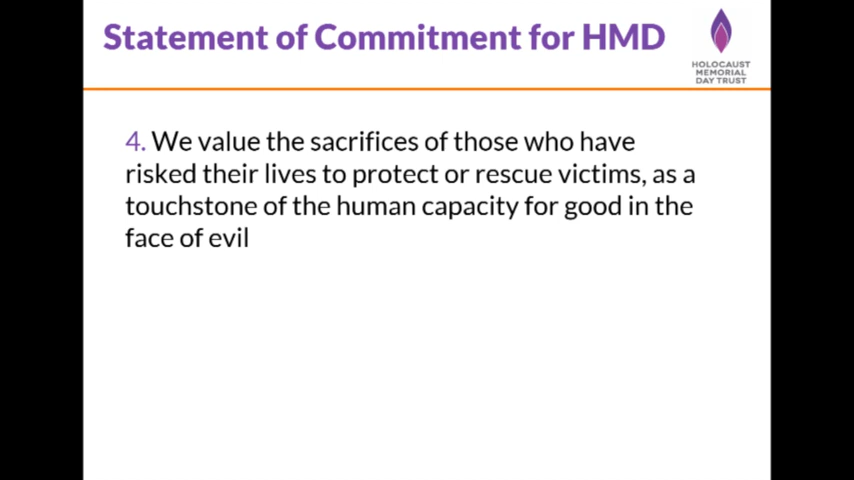 Statement of Commitment for HMD
HOLOCAUST
MEMORIAL
DAY TRUST
4. We value the sacrifices of those who have
risked their lives to protect or rescue victims, as a
touchstone of the human capacity for good in the
face of evil